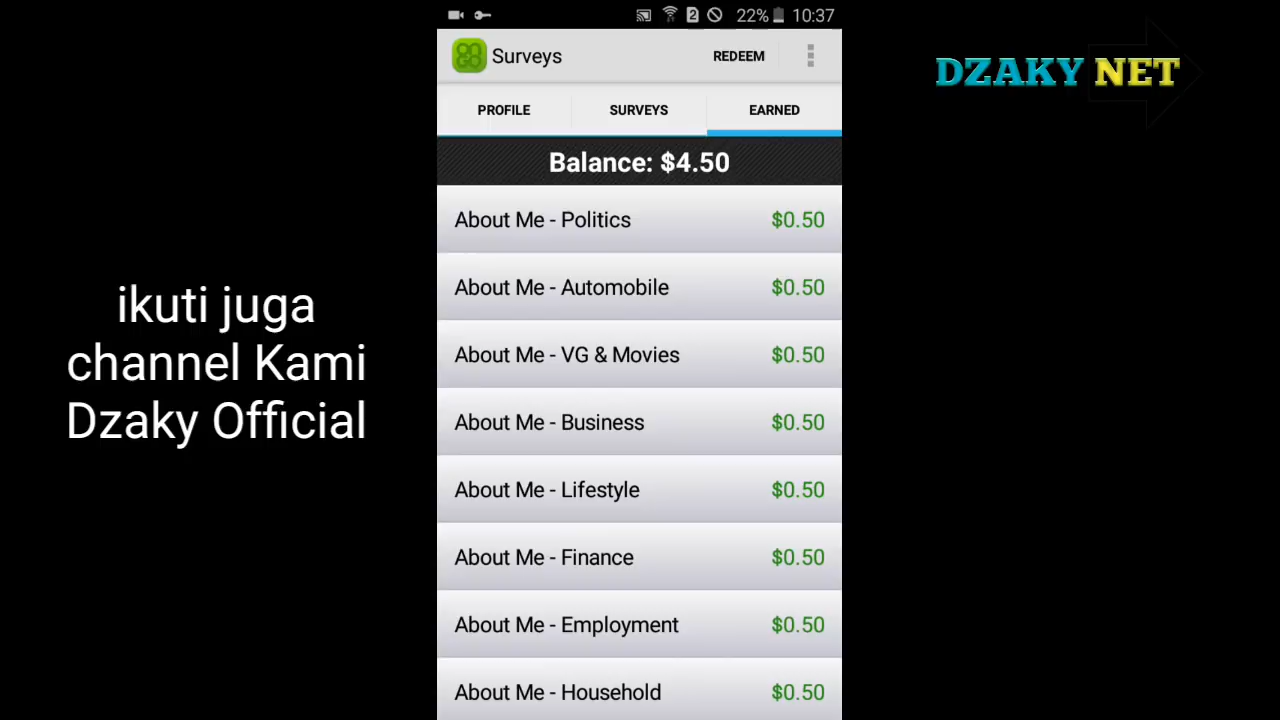 22% 10:37
Surveys REDEEM
PROFILE SURVEYS EARNED
Balance: $4.50
About Me - Politics $0.50
About Me - Automobile $0.50
About Me - VG & Movies $0.50
About Me - Business $0.50
About Me - Lifestyle $0.50
About Me - Finance $0.50
About Me - Employment $0.50
About Me - Household $0.50
ikuti juga
channel Kami
Dzaky Official
DZAKY NET